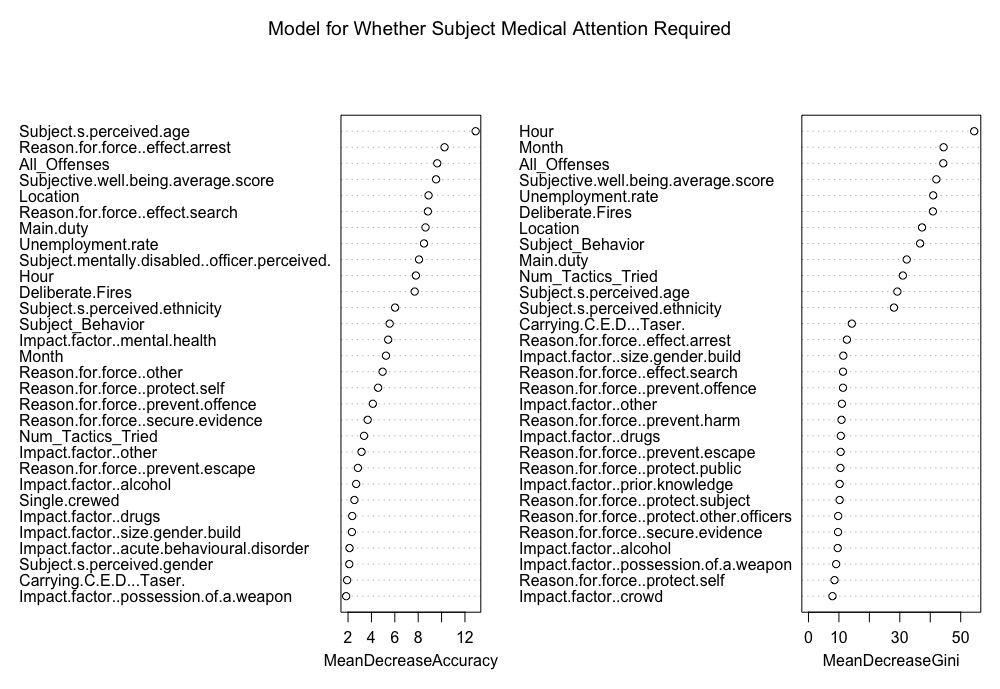 Model for Whether Subject Medical Attention Required
Subject.s.perceived.age
Reason.for.force..effect.arrest
All_Offenses
Subjective.well.being.average.score
Location
Reason.for.force..effect.search
Main.duty
Unemployment.rate
Subject.mentally.disabled..officer.perceived.
Hour
Deliberate.Fires
Subject.s.perceived.ethnicity
Subject_Behavior
Impact.factor..mental.health
Month
Reason.for.force..other
Reason.for.force..protect.self
Reason.for.force..prevent.offence
Reason.for.force..secure.evidence
Num_Tactics_Tried
Impact.factor..other
Reason.for.force..prevent.escape
Impact.factor..alcohol
Single.crewed
Impact.factor..drugs
Impact.factor..size.gender.build
Impact.factor..acute.behavioural.disorder
Subject.s.perceived.gender
Carrying.C.E.D...Taser.
Impact.factor..possession.of.a.weapon
2 4 6 8 12
MeanDecreaseAccuracy
Hour
Month
All_Offenses
Subjective.well.being.average.score
Unemployment.rate
Deliberate.Fires
Location
Subject_Behavior
Main.duty
Num_Tactics_Tried
Subject.s.perceived.age
Subject.s.perceived.ethnicity
Carrying.C.E.D...Taser.
Reason.for.force..effect.arrest
Impact.factor..size.gender.build
Reason.for.force..effect.search
Reason.for.force..prevent.offence
Impact.factor..other
Reason.for.force..prevent.harm
Impact.factor..drugs
Reason.for.force..prevent.escape
Reason.for.force..protect.public
Impact.factor..prior.knowledge
Reason.for.force..protect.subject
Reason.for.force..protect.other.officers
Reason.for.force..secure.evidence
Impact.factor..alcohol
Impact.factor..possession.of.a.weapon
Reason.for.force..protect.self
Impact.factor..crowd
0 10 30 50
MeanDecreaseGini